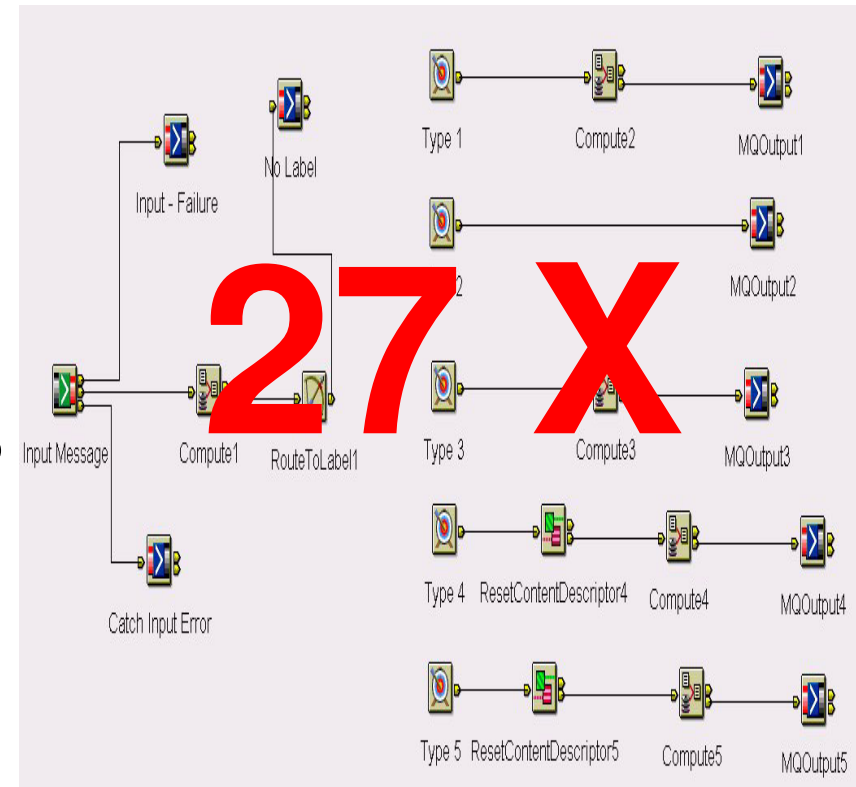 Type 1
Compute2
MQOutput1
No Label
Input - Failure
2
MQOutput2
27 X
Input Message
Compute1
RouteToLabel1
Type 3
Compute3
MQOutput3
Type 4
ResetContentDescriptor4
Compute4
MQOutput4
Catch Input Error
Type 5
ResetContentDescriptor5
Compute5
MQOutput5